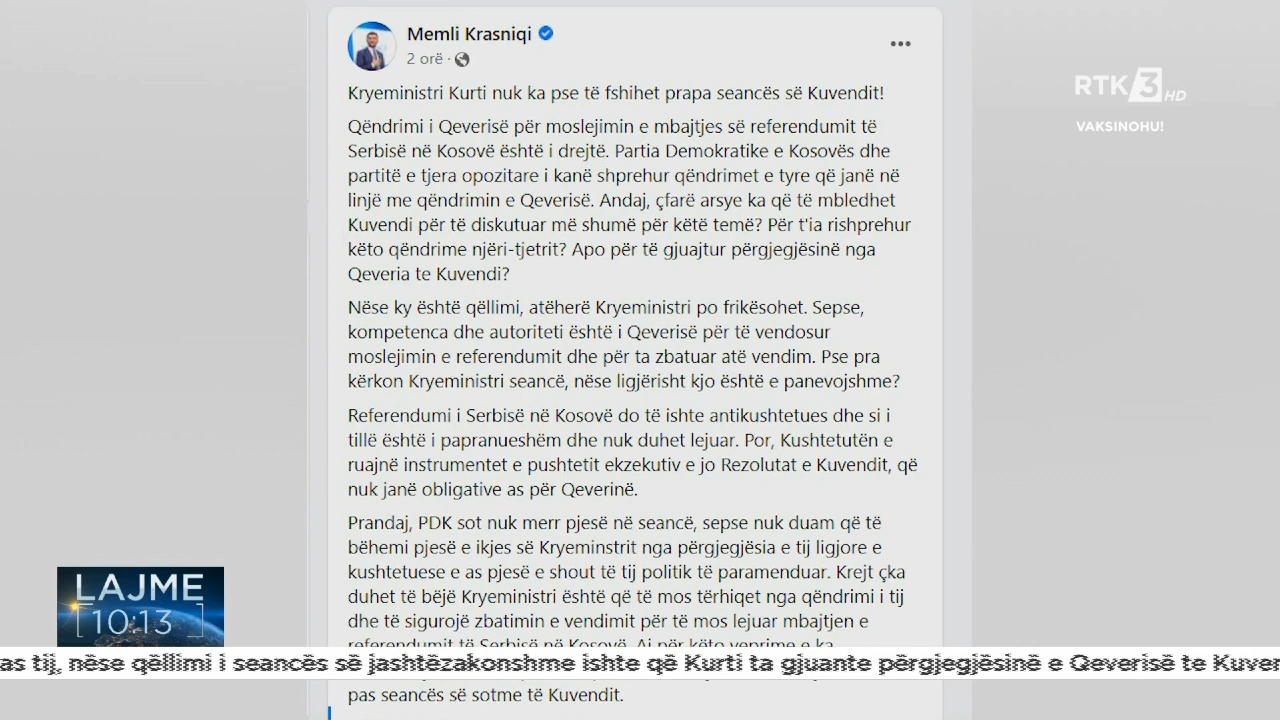 Memli Krasniqi
2 orë
Kryeministri Kurti nuk ka pse të fshihet prapa seancës së Kuvendit!
Qëndrimi i Qeverisë për moslejimin e mbajtjes së referendumit të
Serbisë në Kosovë është i drejtë. Partia Demokratike e Kosovës dhe
partitë e tjera opozitare i kanë shprehur qëndrimet e tyre që janë në
linjë me qëndrimin e Qeverisë. Andaj, çfarë arsye ka që të mbledhet
Kuvendi për të diskutuar më shumë për këtë temë? Për t'ia rishprehur
këto qëndrime njëri-tjetrit? Apo për të gjuajtur përgjegjësinë nga
Qeveria te Kuvendi?
Nëse ky është qëllimi, atëherë Kryeministri po frikësohet. Sepse,
kompetenca dhe autoriteti është i Qeverisë për të vendosur
moslejimin e referendumit dhe për ta zbatuar atë vendim. Pse pra
kërkon Kryeministri seancë, nëse ligjërisht kjo është e panevojshme?
Referendumi i Serbisë në Kosovë do të ishte antikushtetues dhe si i
tillë është i papranueshëm dhe nuk duhet lejuar. Por, Kushtetutën e
ruajnë instrumentet e pushtetit ekzekutiv e jo Rezolutat e Kuvendit, që
nuk janë obligative as për Qeverinë.
Prandaj, PDK sot nuk merr pjesë në seancë, sepse nuk duam që të
bëhemi pjesë e ikjes së Kryeminstrit nga përgjegjësia e tij ligjore e
kushtetuese e as pjesë e shout të tij politik të paramenduar. Krejt çka
duhet të bëjë Kryeministri është që të mos tërhiqet nga qëndrimi i tij
dhe të sigurojë zbatimin e vendimit për të mos lejuar mbajtjen e
referendumit të Serbisë në Kosovë. Ai për këto veprime e ka
pas seancës së sotme të Kuvendit.
RTK 3 HD
VAKSINOHU!
LAJME
10:13
as tij, nëse qëllimi i seancës së jashtëzakonshme ishte që Kurti ta gjuante përgjegjësinë e Qeverisë te Kuven